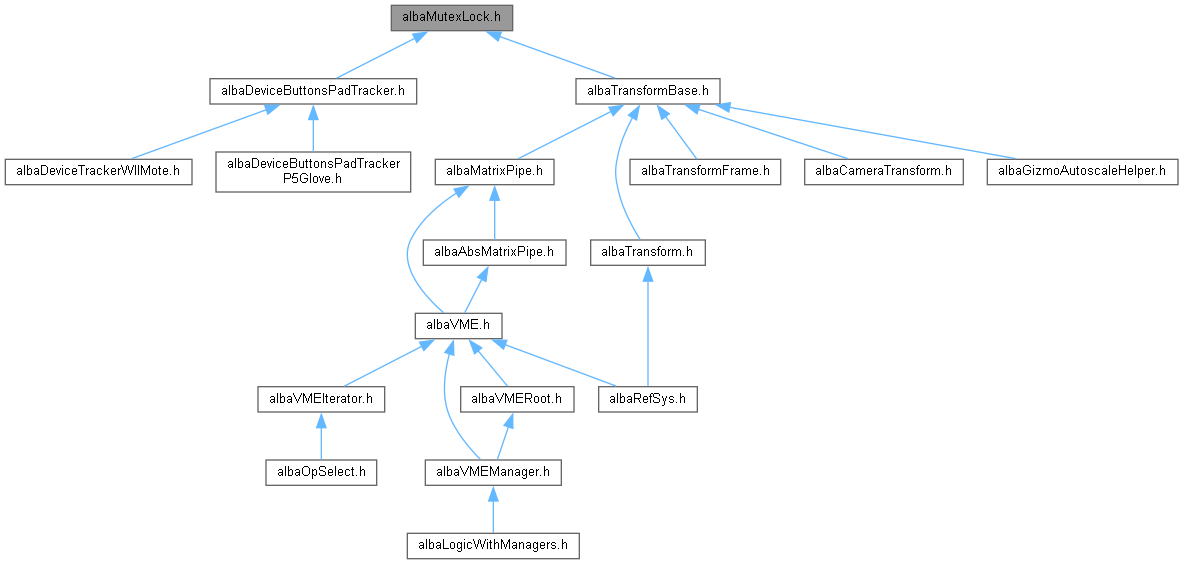 albaMutexLock.h
albaDeviceButtonsPadTracker.h
albaTransformBase.h
albaDeviceTrackerWIIMote.h
albaDeviceButtonsPadTracker
P5Glove.h
albaMatrixPipe.h
albaTransformFrame.h
albaCameraTransform.h
albaGizmoAutoscaleHelper.h
albaAbsMatrixPipe.h
albaTransform.h
albaVME.h
albaVMEIterator.h
albaVMERoot.h
albaRefSys.h
albaOpSelect.h
albaVMEManager.h
albaLogicWithManagers.h